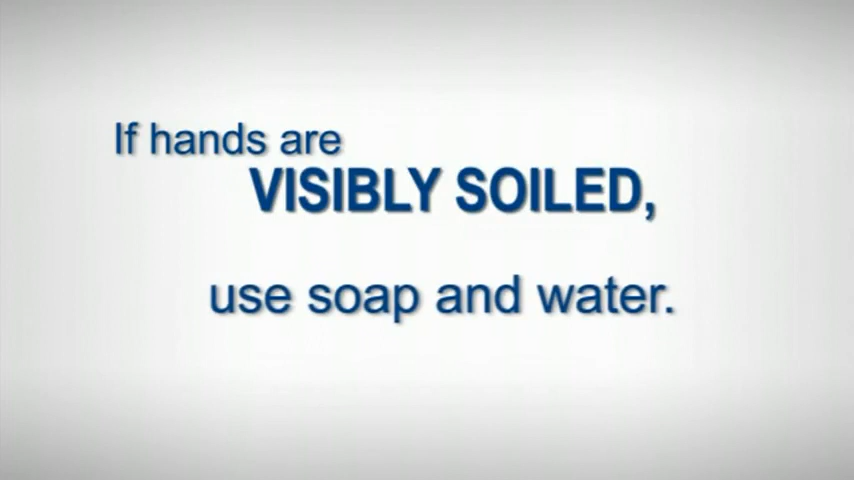 If hands are
VISIBLY SOILED,
use soap and water.